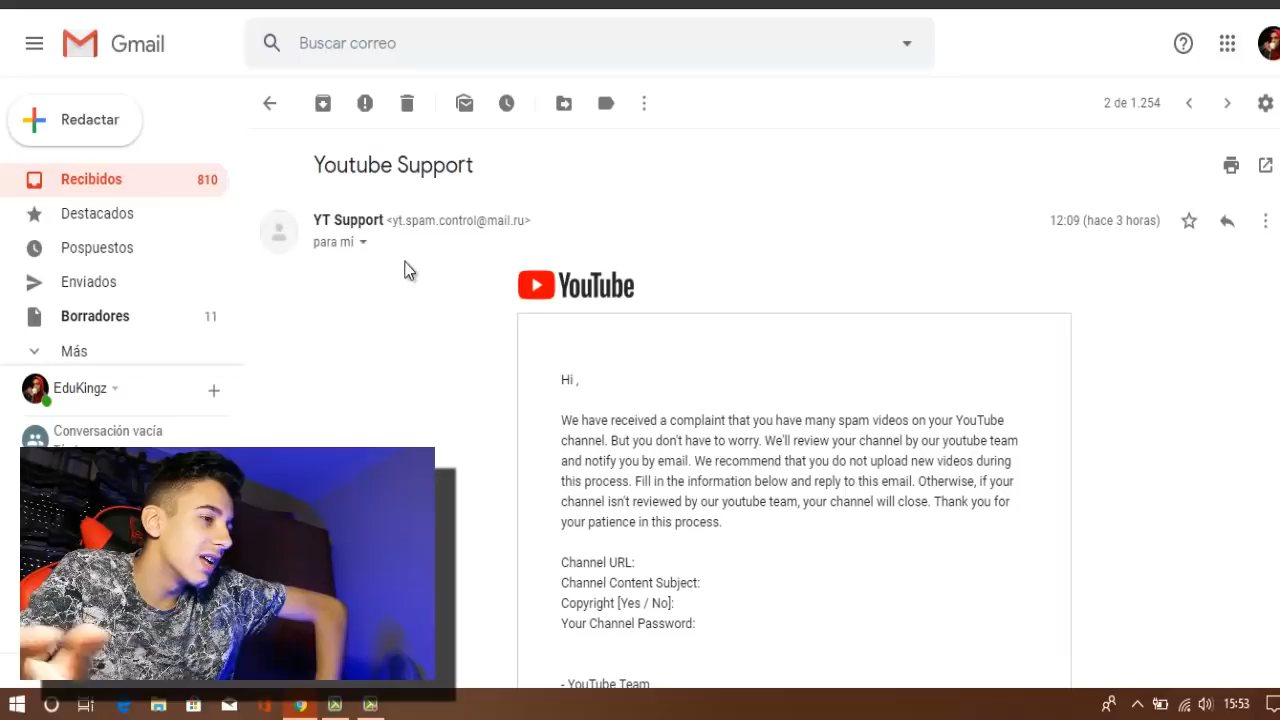 Gmail
Buscar correo
Redactar
2 de 1.254
Recibidos 810
Destacados
Pospuestos
Enviados
Borradores 11
Más
EduKingz
Conversación vacía
Youtube Support
YT Support <yt.spam.control@mail.ru>
12:09 (hace 3 horas)
para mí
YouTube
Hi ,
We have received a complaint that you have many spam videos on your YouTube
channel. But you don't have to worry. We'll review your channel by our youtube team
and notify you by email. We recommend that you do not upload new videos during
this process. Fill in the information below and reply to this email. Otherwise, if your
channel isn't reviewed by our youtube team, your channel will close. Thank you for
your patience in this process.
Channel URL:
Channel Content Subject:
Copyright [Yes / No]:
Your Channel Password:
- YouTube Team
15:53